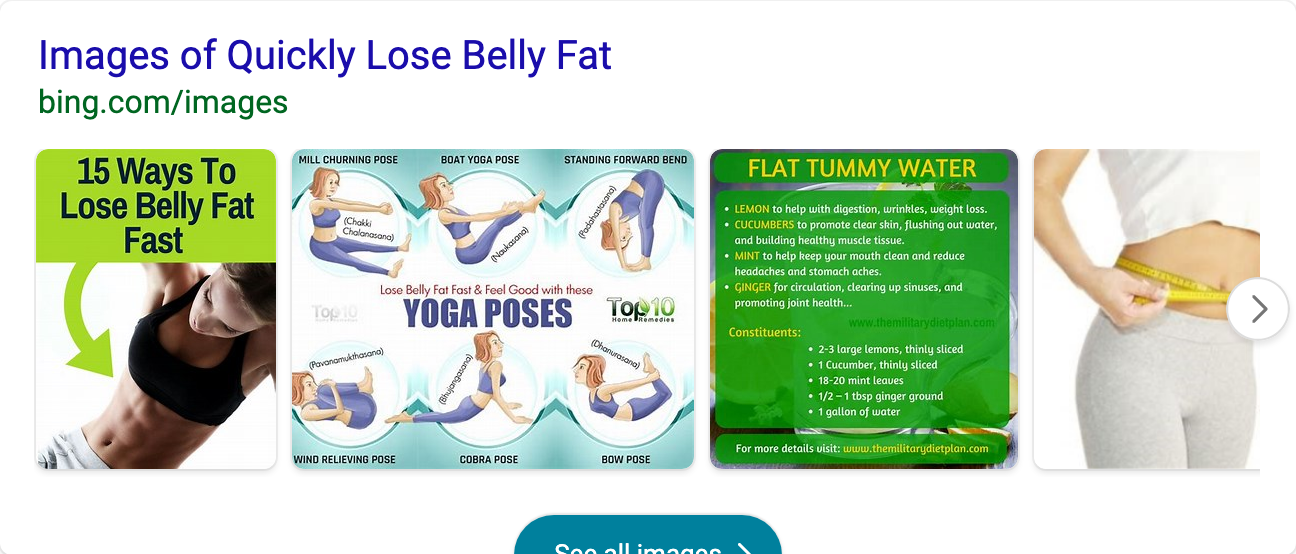 Images of Quickly Lose Belly Fat
bing.com/images
15 Ways To
Lose Belly Fat
Fast
MILL CHURNING POSE
BOAT YOGA POSE
STANDING FORWARD BEND
(Chakki
Chalanasana)
(Naukasana)
(Padahastasana)
Lose Belly Fat Fast & Feel Good with these
YOGA POSES
Top10
Home Remedies
Top10
Home Remedies
(Pavanamukthasana)
(Bhujangasana)
(Dhanurasana)
WIND RELIEVING POSE
COBRA POSE
BOW POSE
FLAT TUMMY WATER
• LEMON to help with digestion, wrinkles, weight loss.
• CUCUMBERS to promote clear skin, flushing out water,
and building healthy muscle tissue.
• MINT to help keep your mouth clean and reduce
headaches and stomach aches.
• GINGER for circulation, clearing up sinuses, and
promoting joint health...
www.themilitarydietplan.com
Constituents:
• 2-3 large lemons, thinly sliced
• 1 Cucumber, thinly sliced
• 18-20 mint leaves
• 1/2 – 1 tbsp ginger ground
• 1 gallon of water
For more details visit: www.themilitarydietplan.com
See all images